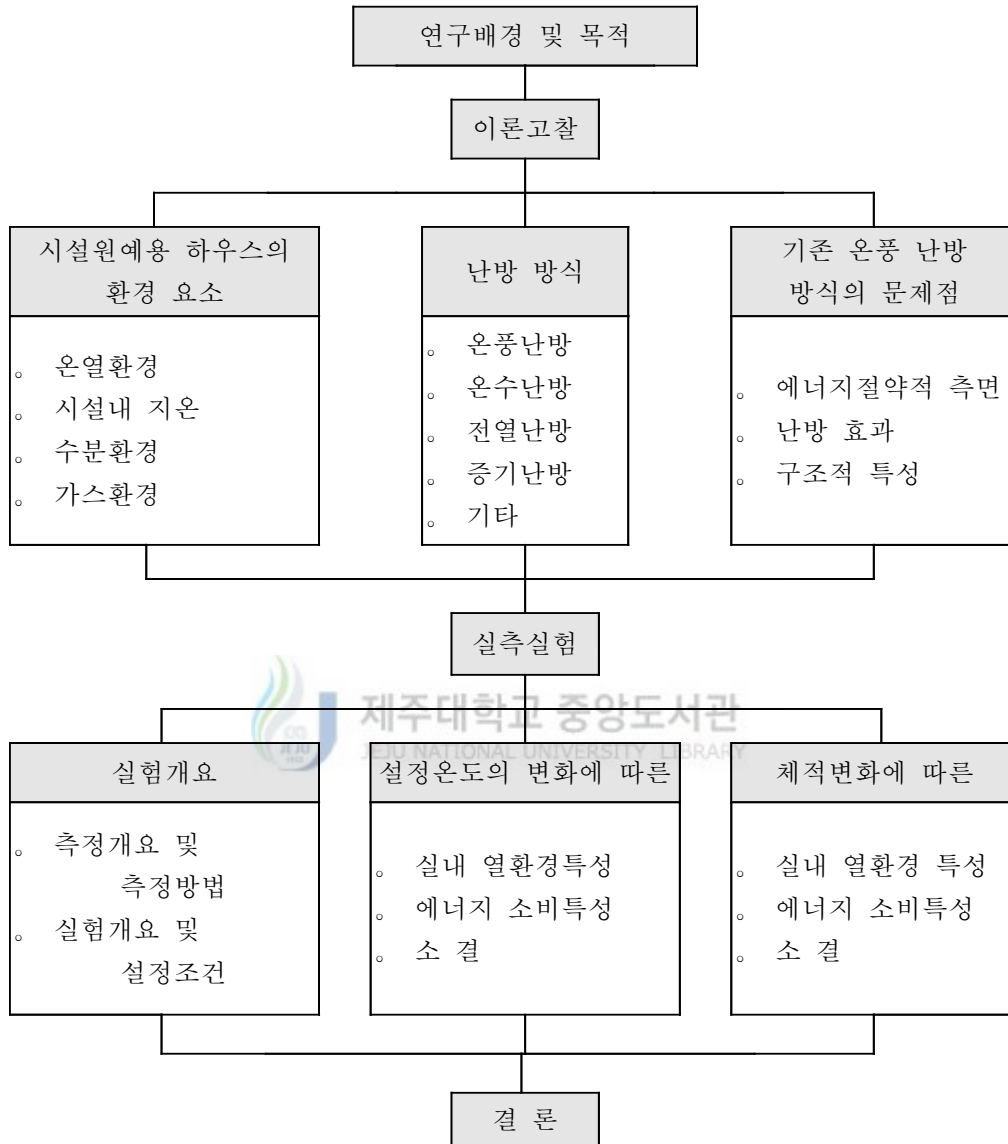 연구배경 및 목적
이론고찰
시설원예용 하우스의
환경 요소
。 온열환경
。 시설내 지온
。 수분환경
。 가스환경
난방 방식
。 온풍난방
。 온수난방
。 전열난방
。 증기난방
。 기타
기존 온풍 난방
방식의 문제점
。 에너지절약적 측면
。 난방 효과
。 구조적 특성
실측실험
제주대학교 중앙도서관
JEJU NATIONAL UNIVERSITY LIBRARY
실험개요
。 측정개요 및
측정방법
。 실험개요 및
설정조건
설정온도의 변화에 따른
。 실내 열환경특성
。 에너지 소비특성
。 소 결
체적변화에 따른
。 실내 열환경 특성
。 에너지 소비특성
。 소 결
결 론